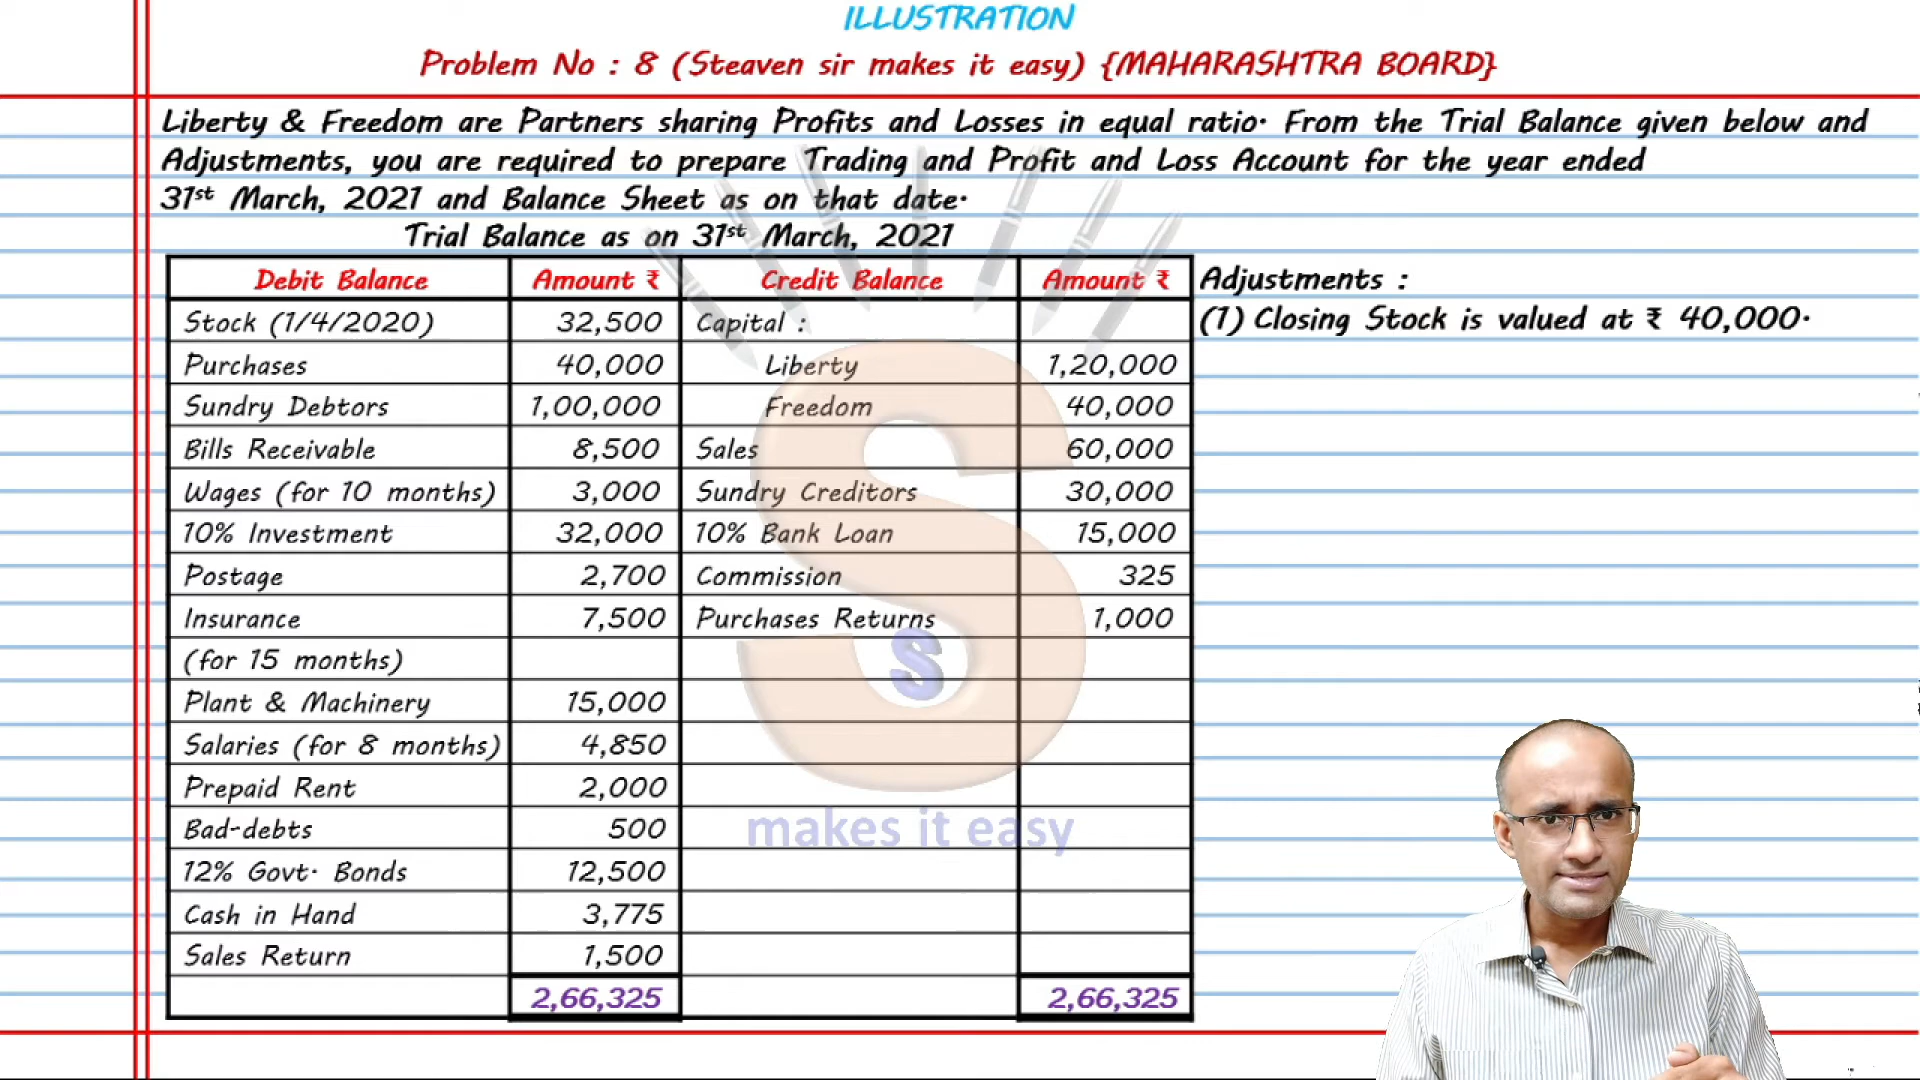 ILLUSTRATION
Problem No : 8 (Steaven sir makes it easy) {MAHARASHTRA BOARD}
Liberty & Freedom are Partners sharing Profits and Losses in equal ratio. From the Trial Balance given below and
Adjustments, you are required to prepare Trading and Profit and Loss Account for the year ended
31st March, 2021 and Balance Sheet as on that date.
Trial Balance as on 31st March, 2021
Debit Balance Amount ₹ Credit Balance Amount ₹
Stock (1/4/2020) 32,500 Capital :
Purchases 40,000 Liberty 1,20,000
Sundry Debtors 1,00,000 Freedom 40,000
Bills Receivable 8,500 Sales 60,000
Wages (for 10 months) 3,000 Sundry Creditors 30,000
10% Investment 32,000 10% Bank Loan 15,000
Postage 2,700 Commission 325
Insurance 7,500 Purchases Returns 1,000
(for 15 months)
Plant & Machinery 15,000
Salaries (for 8 months) 4,850
Prepaid Rent 2,000
Bad-debts 500
12% Govt. Bonds 12,500
Cash in Hand 3,775
Sales Return 1,500
2,66,325 2,66,325
Adjustments :
(1) Closing Stock is valued at ₹ 40,000.
S
S
makes it easy